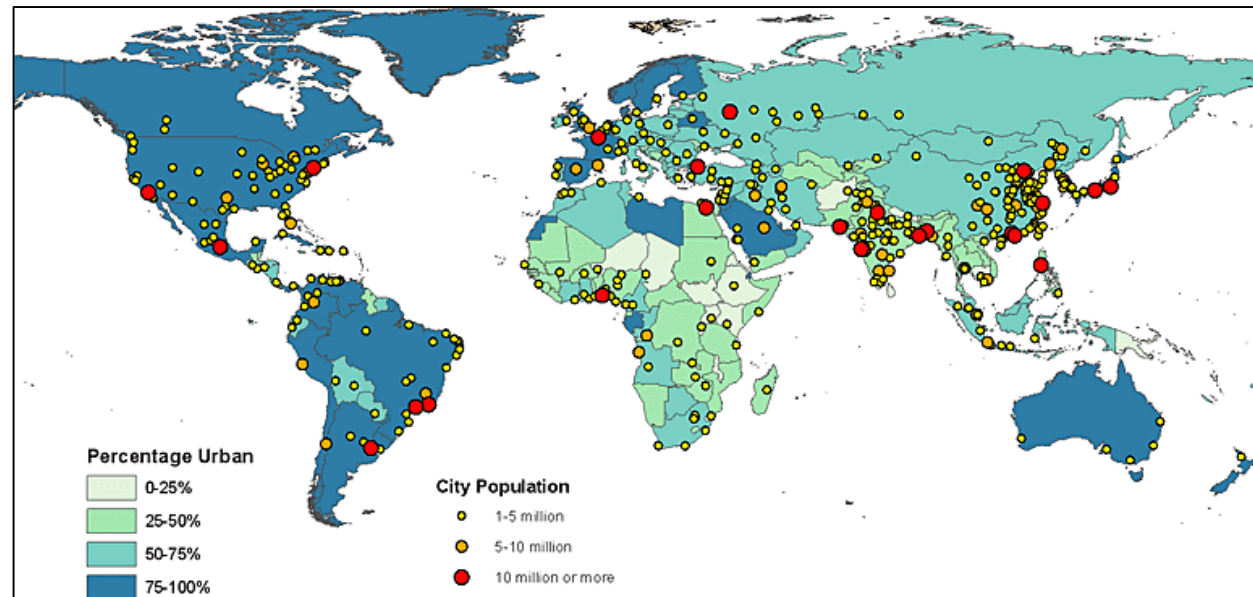 Percentage Urban
0-25%
25-50%
50-75%
75-100%
City Population
1-5 million
5-10 million
10 million or more